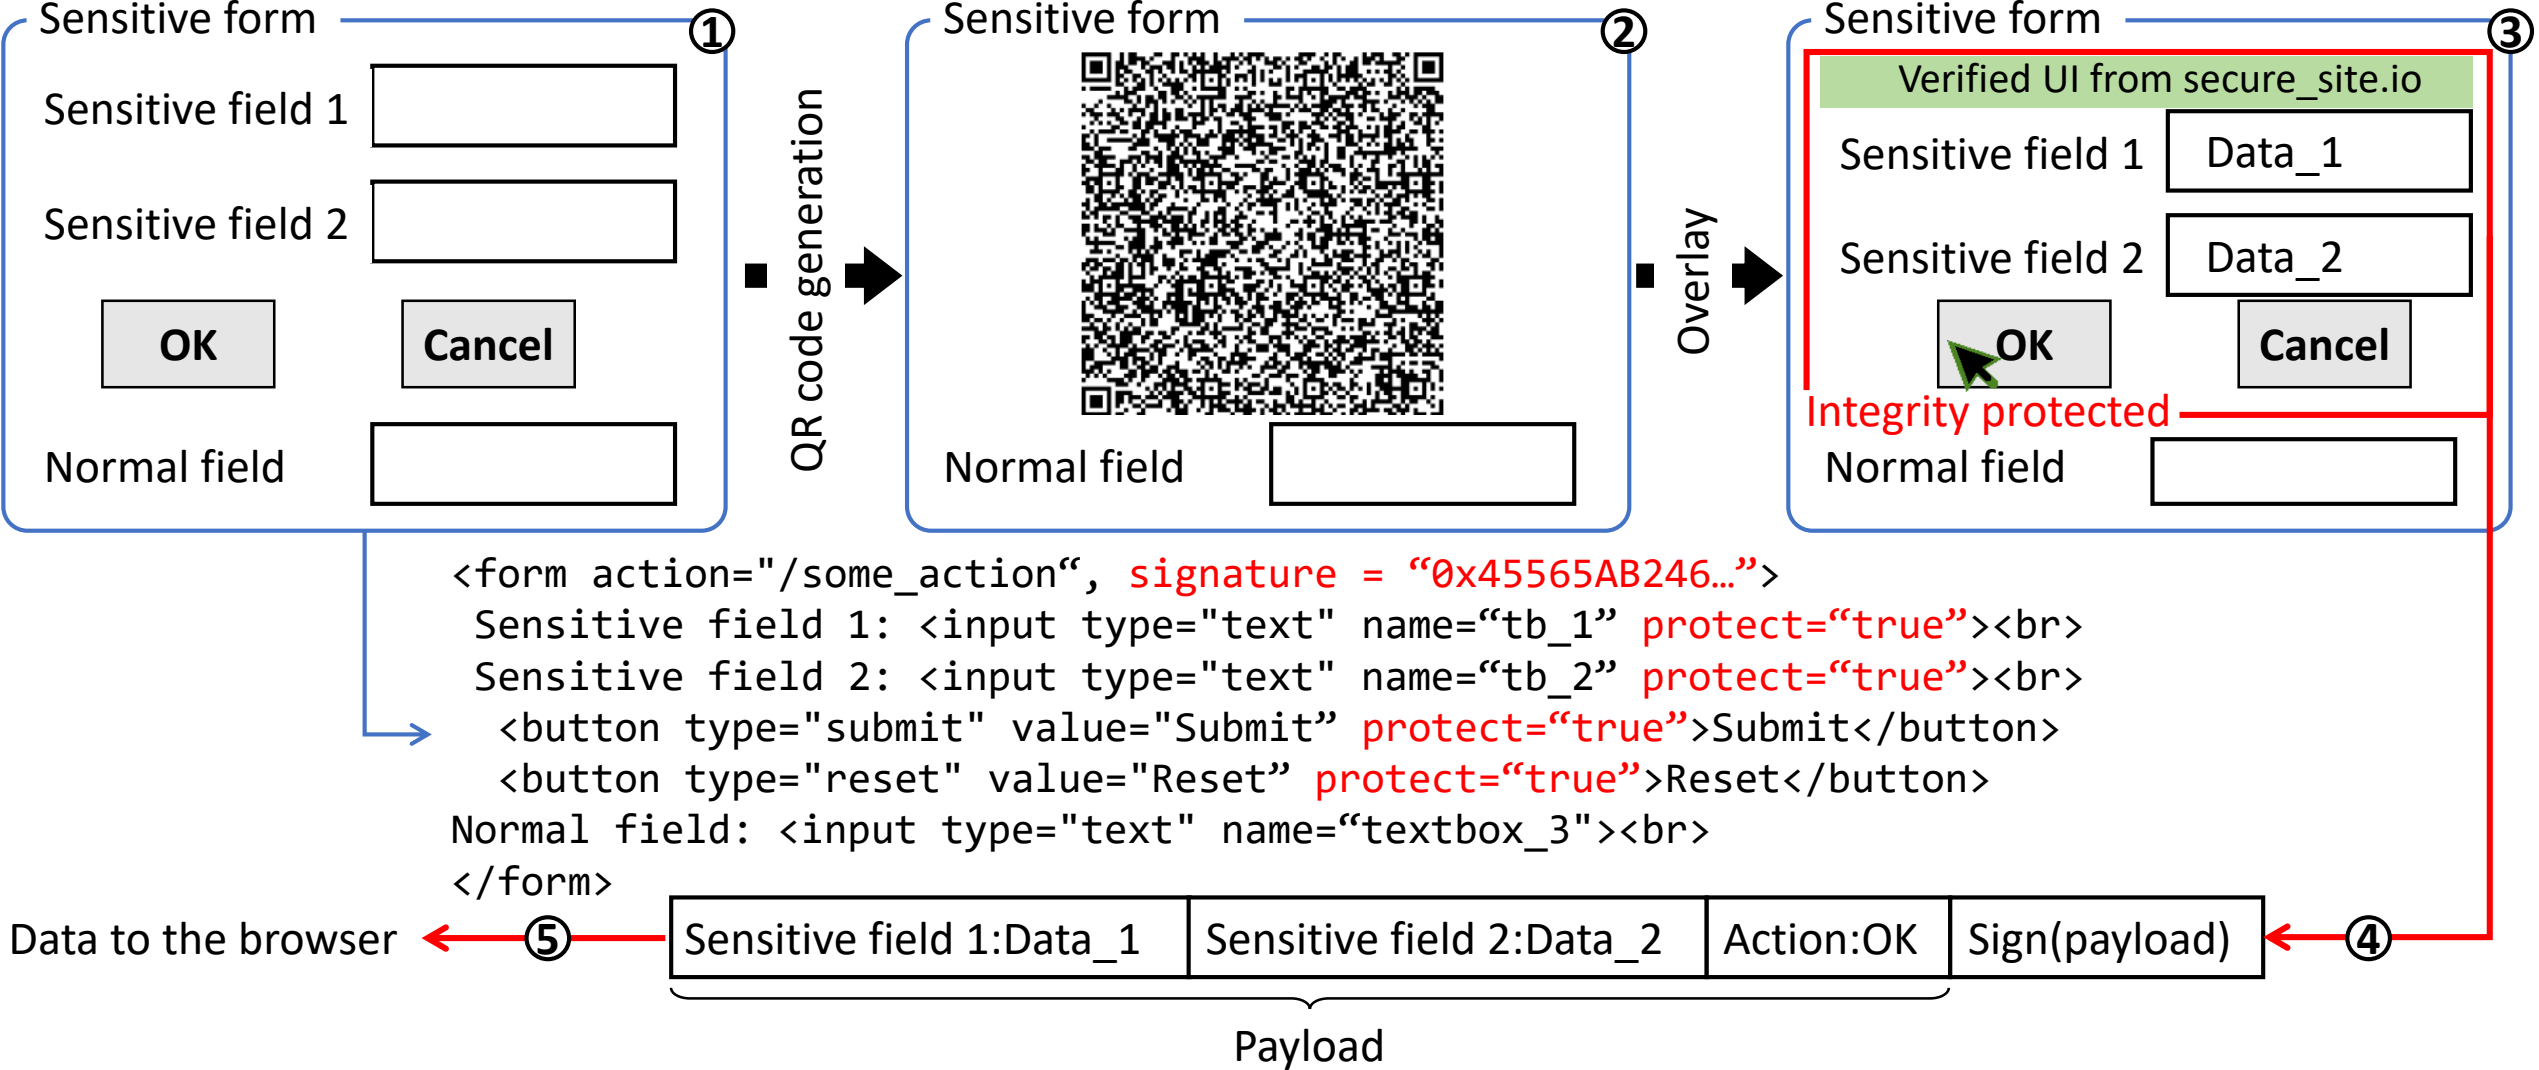 Sensitive form
①
Sensitive field 1
Sensitive field 2
OK
Cancel
Normal field
QR code generation
Sensitive form
②
Normal field
Overlay
Sensitive form
③
Verified UI from secure_site.io
Sensitive field 1
Data_1
Sensitive field 2
Data_2
OK
Cancel
Integrity protected
Normal field
<form action="/some_action“, signature = “0x45565AB246…”>
Sensitive field 1: <input type="text" name=“tb_1” protect=“true”><br>
Sensitive field 2: <input type="text" name=“tb_2” protect=“true”><br>
<button type="submit" value="Submit” protect=“true”>Submit</button>
<button type="reset" value="Reset” protect=“true”>Reset</button>
Normal field: <input type="text" name=“textbox_3"><br>
</form>
Data to the browser
⑤
Sensitive field 1:Data_1
Sensitive field 2:Data_2
Action:OK
Sign(payload)
④
Payload